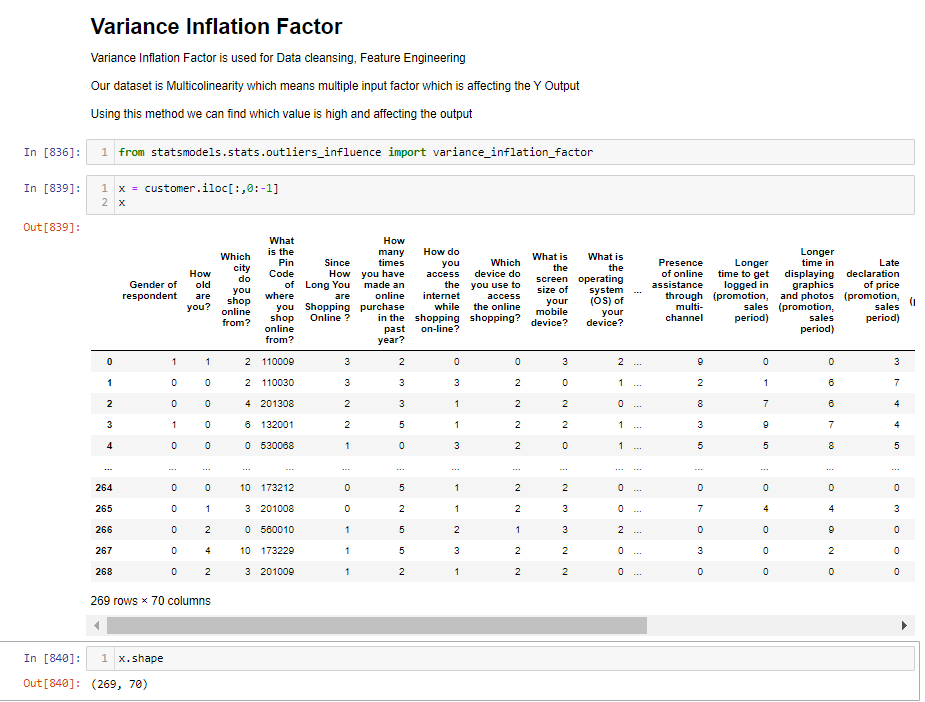 Variance Inflation Factor
Variance Inflation Factor is used for Data cleansing, Feature Engineering
Our dataset is Multicolinearity which means multiple input factor which is affecting the Y Output
Using this method we can find which value is high and affecting the output
In [836]: 1 from statsmodels.stats.outliers_influence import variance_inflation_factor
In [839]: 1 x = customer.iloc[:,0:-1]
2 x
Out[839]:
Gender of respondent How old are you? Which city do you shop online from? What is the Pin Code of where you shop online from? Since How Long You are Shopping Online ? How many times you have made an online purchase in the past year? How do you access the internet while shopping on-line? Which device do you use to access the online shopping? What is the screen size of your mobile device? What is the operating system (OS) of your device? ... Presence of online assistance through multi-channel Longer time to get logged in (promotion, sales period) Longer time in displaying graphics and photos (promotion, sales period) Late declaration of price (promotion, sales period)
0 1 1 2 110009 3 2 0 0 3 2 ... 9 0 0 3
1 0 0 2 110030 3 3 3 2 0 1 ... 2 1 6 7
2 0 0 4 201308 2 3 1 2 2 0 ... 8 7 6 4
3 1 0 6 132001 2 5 1 2 2 1 ... 3 9 7 4
4 0 0 0 530068 1 0 3 2 0 1 ... 5 5 8 5
... ... ... ... ... ... ... ... ... ... ... ... ... ... ... ...
264 0 0 10 173212 0 5 1 2 2 0 ... 0 0 0 0
265 0 1 3 201008 0 2 1 2 3 0 ... 7 4 4 3
266 0 2 0 560010 1 5 2 1 3 2 ... 0 0 9 0
267 0 4 10 173229 1 5 3 2 2 0 ... 3 0 2 0
268 0 2 3 201009 1 2 1 2 2 0 ... 0 0 0 0
269 rows × 70 columns
In [840]: 1 x.shape
Out[840]: (269, 70)